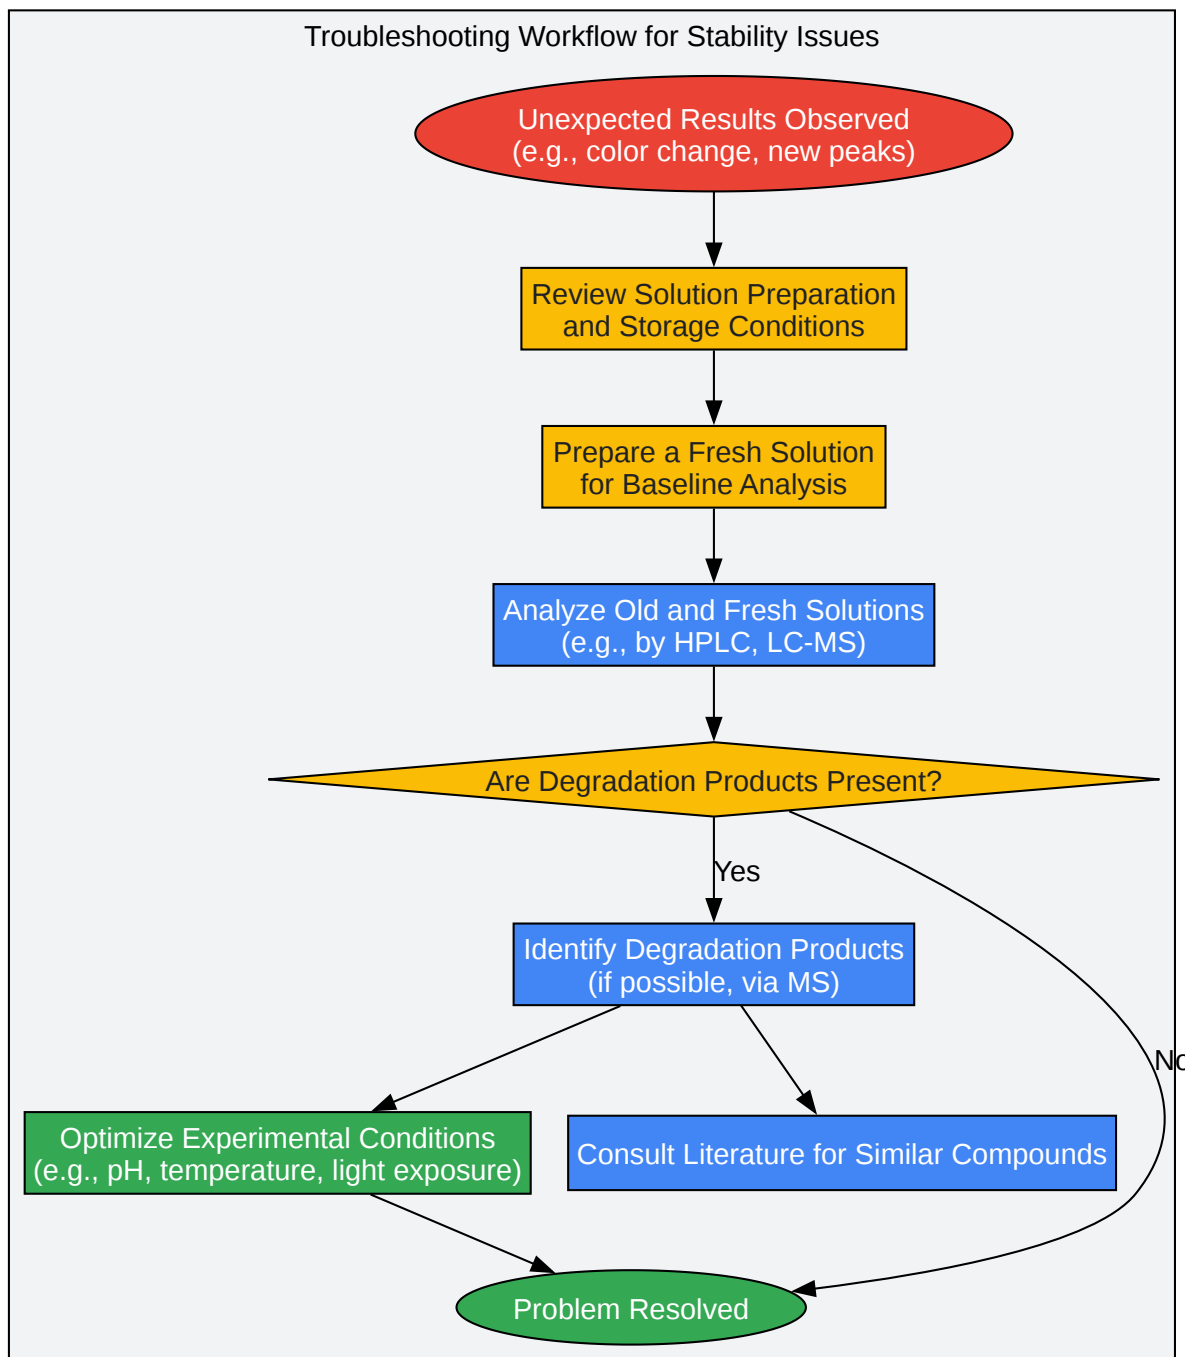 Troubleshooting Workflow for Stability Issues
Unexpected Results Observed
(e.g., color change, new peaks)
Review Solution Preparation
and Storage Conditions
Prepare a Fresh Solution
for Baseline Analysis
Analyze Old and Fresh Solutions
(e.g., by HPLC, LC-MS)
Are Degradation Products Present?
Yes
Identify Degradation Products
(if possible, via MS)
No
Optimize Experimental Conditions
(e.g., pH, temperature, light exposure)
Consult Literature for Similar Compounds
Problem Resolved